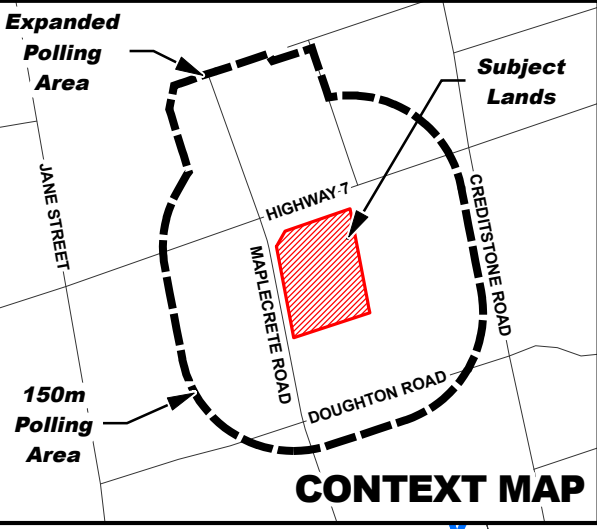 Expanded
Polling
Area
Subject
Lands
JANE STREET
HIGHWAY 7
CREDITSTONE ROAD
MAPLECRETE ROAD
150m
Polling
Area
DOUGHTON ROAD
CONTEXT MAP